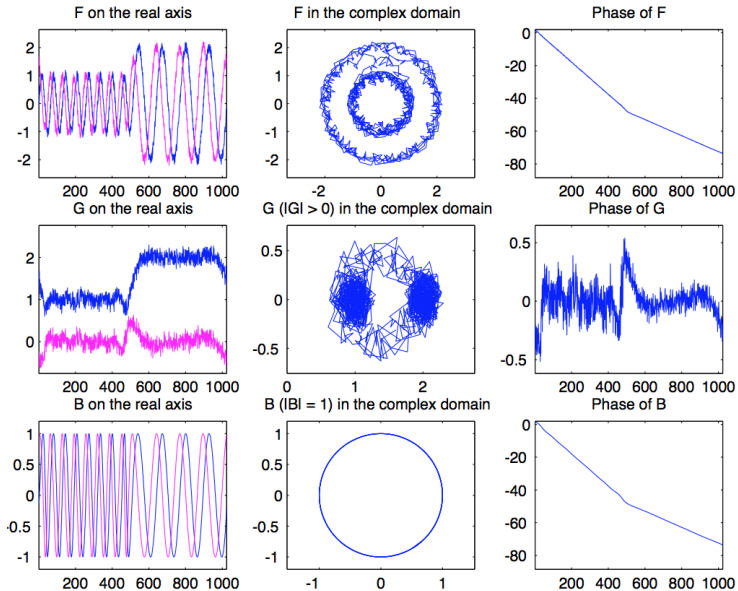 F on the real axis
F in the complex domain
Phase of F
2
1
0
-1
-2
200 400 600 800 1000
2
1
0
-1
-2
-2 0 2
0
-20
-40
-60
-80
200 400 600 800 1000
G on the real axis
G (|G| > 0) in the complex domain
Phase of G
2
1
0
200 400 600 800 1000
0.5
0
-0.5
0 1 2
0.5
0
-0.5
200 400 600 800 1000
B on the real axis
B (|B| = 1) in the complex domain
Phase of B
1
0.5
0
-0.5
-1
200 400 600 800 1000
1
0.5
0
-0.5
-1
-1 0 1
0
-20
-40
-60
-80
200 400 600 800 1000